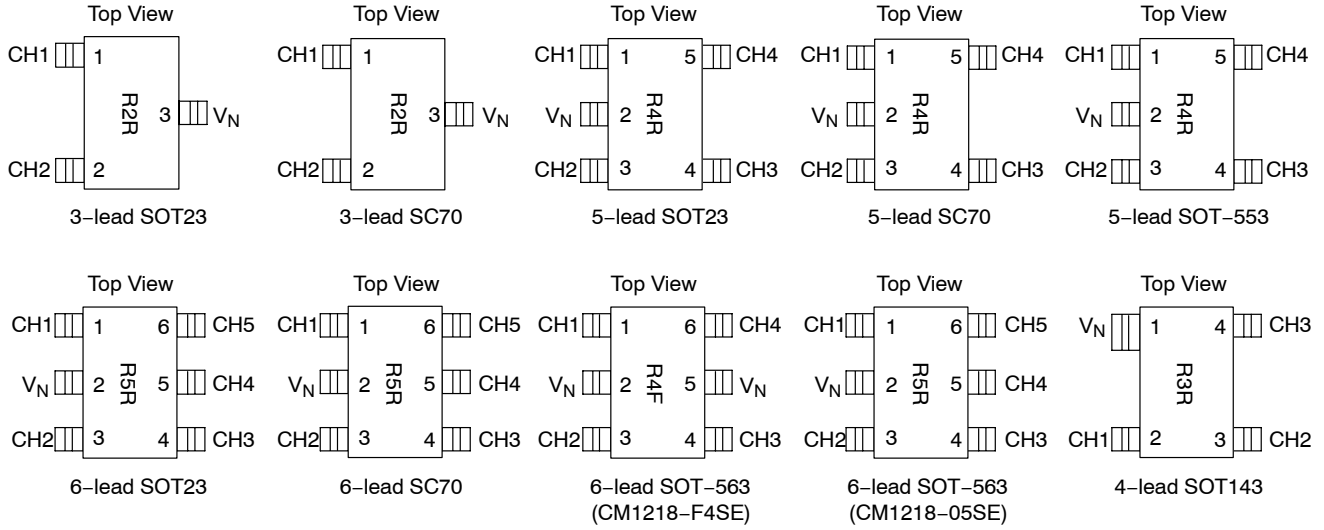 Top View
CH1 1
R2R
3 VN
CH2 2
3−lead SOT23
Top View
CH1 1
R2R
3 VN
CH2 2
3−lead SC70
Top View
CH1 1 5 CH4
VN 2 R4R
CH2 3 4 CH3
5−lead SOT23
Top View
CH1 1 5 CH4
VN 2 R4R
CH2 3 4 CH3
5−lead SC70
Top View
CH1 1 5 CH4
VN 2 R4R
CH2 3 4 CH3
5−lead SOT−553
Top View
CH1 1 6 CH5
VN 2 R5R 5 CH4
CH2 3 4 CH3
6−lead SOT23
Top View
CH1 1 6 CH5
VN 2 R5R 5 CH4
CH2 3 4 CH3
6−lead SC70
Top View
CH1 1 6 CH4
VN 2 R4F 5 VN
CH2 3 4 CH3
6−lead SOT−563
(CM1218−F4SE)
Top View
CH1 1 6 CH5
VN 2 R5R 5 CH4
CH2 3 4 CH3
6−lead SOT−563
(CM1218−05SE)
Top View
VN 1 4 CH3
R3R
CH1 2 3 CH2
4−lead SOT143